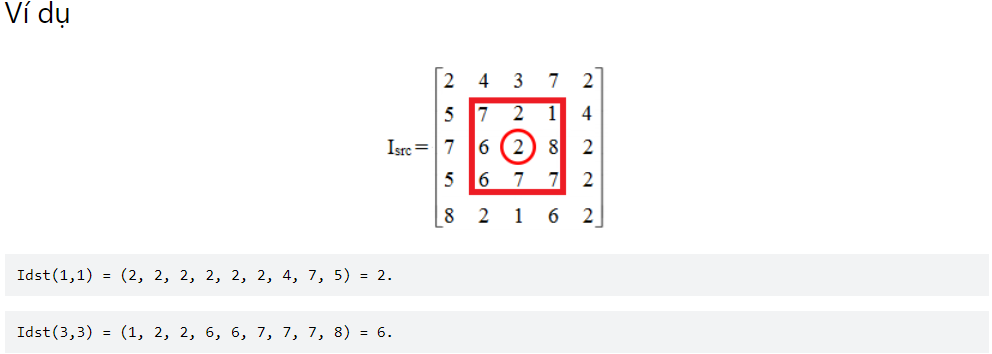 Ví dụ
2 4 3 7 2
5 7 2 1 4
Isrc= 7 6 2 8 2
5 6 7 7 2
8 2 1 6 2
Idst(1,1) = (2, 2, 2, 2, 2, 2, 4, 7, 5) = 2.
Idst(3,3) = (1, 2, 2, 6, 6, 7, 7, 7, 8) = 6.